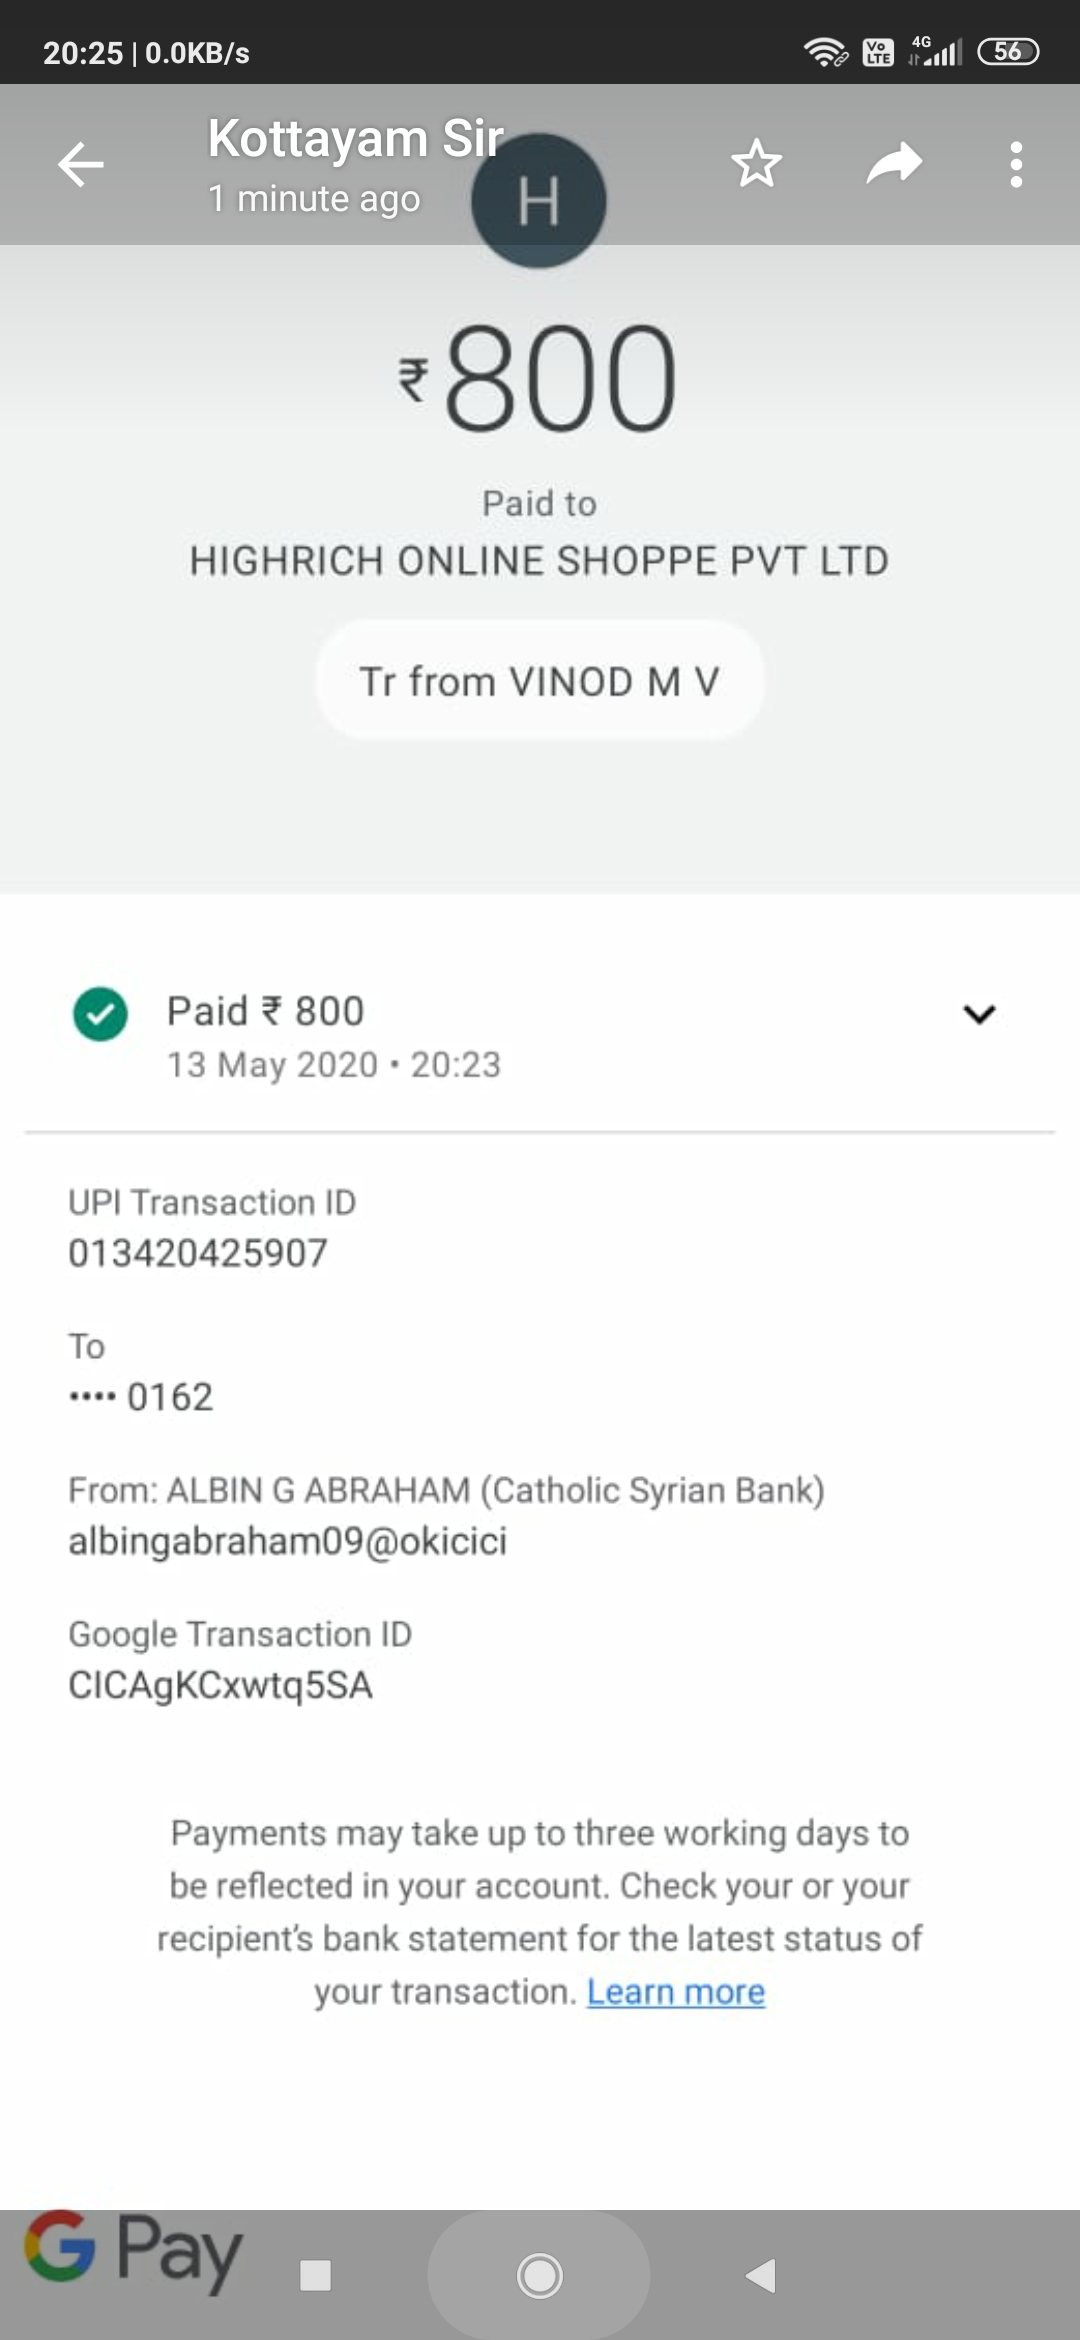 20:25 | 0.0KB/s
Vo LTE 4G 56
Kottayam Sir
1 minute ago
H
₹800
Paid to
HIGHRICH ONLINE SHOPPE PVT LTD
Tr from VINOD M V
Paid ₹ 800
13 May 2020 • 20:23
UPI Transaction ID
013420425907
To
•••• 0162
From: ALBIN G ABRAHAM (Catholic Syrian Bank)
albingabraham09@okicici
Google Transaction ID
CICAgKCxwtq5SA
Payments may take up to three working days to
be reflected in your account. Check your or your
recipient's bank statement for the latest status of
your transaction. Learn more
G Pay